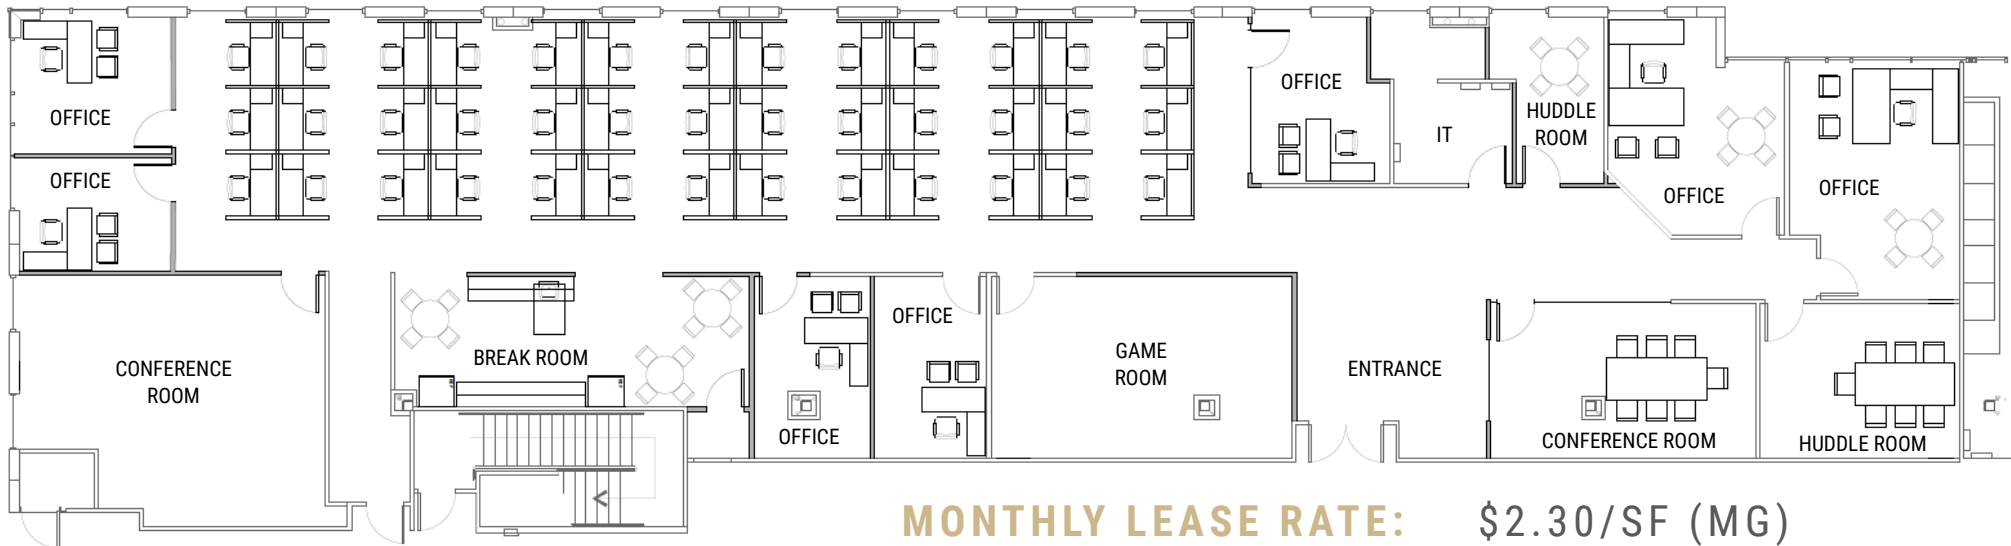 OFFICE
OFFICE
OFFICE
IT
HUDDLE
ROOM
OFFICE
OFFICE
CONFERENCE
ROOM
BREAK ROOM
OFFICE
OFFICE
GAME
ROOM
ENTRANCE
CONFERENCE ROOM
HUDDLE ROOM
MONTHLY LEASE RATE: $2.30/SF (MG)